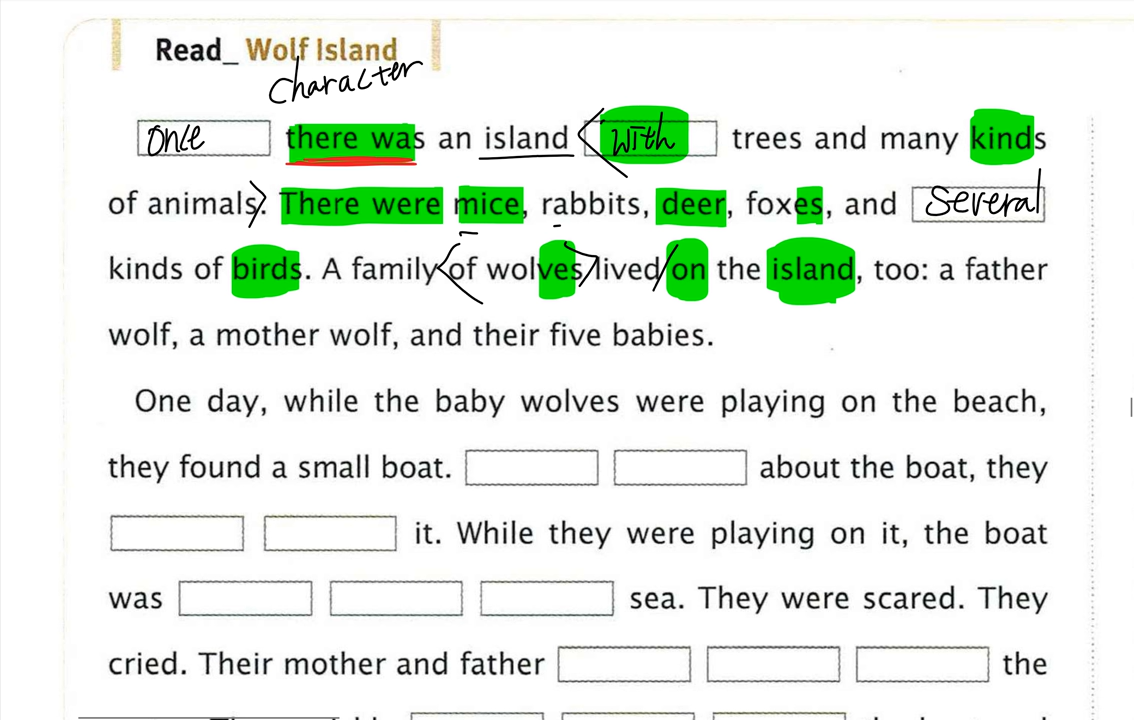 Read_ Wolf Island
character
once there was an island with trees and many kinds
of animals. There were mice, rabbits, deer, foxes, and several
kinds of birds. A family of wolves lived on the island, too: a father
wolf, a mother wolf, and their five babies.
One day, while the baby wolves were playing on the beach,
they found a small boat. about the boat, they
it. While they were playing on it, the boat
was sea. They were scared. They
cried. Their mother and father the